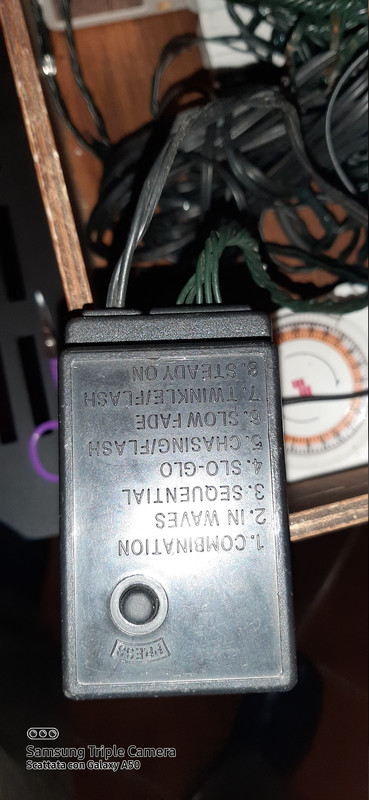 PRESS
1. COMBINATION
2. IN WAVES
3. SEQUENTIAL
4. SLO-GLO
5. CHASING/FLASH
6. SLOW FADE
7. TWINKLE/FLASH
8. STEADY ON
Samsung Triple Camera
Scattata con Galaxy A50